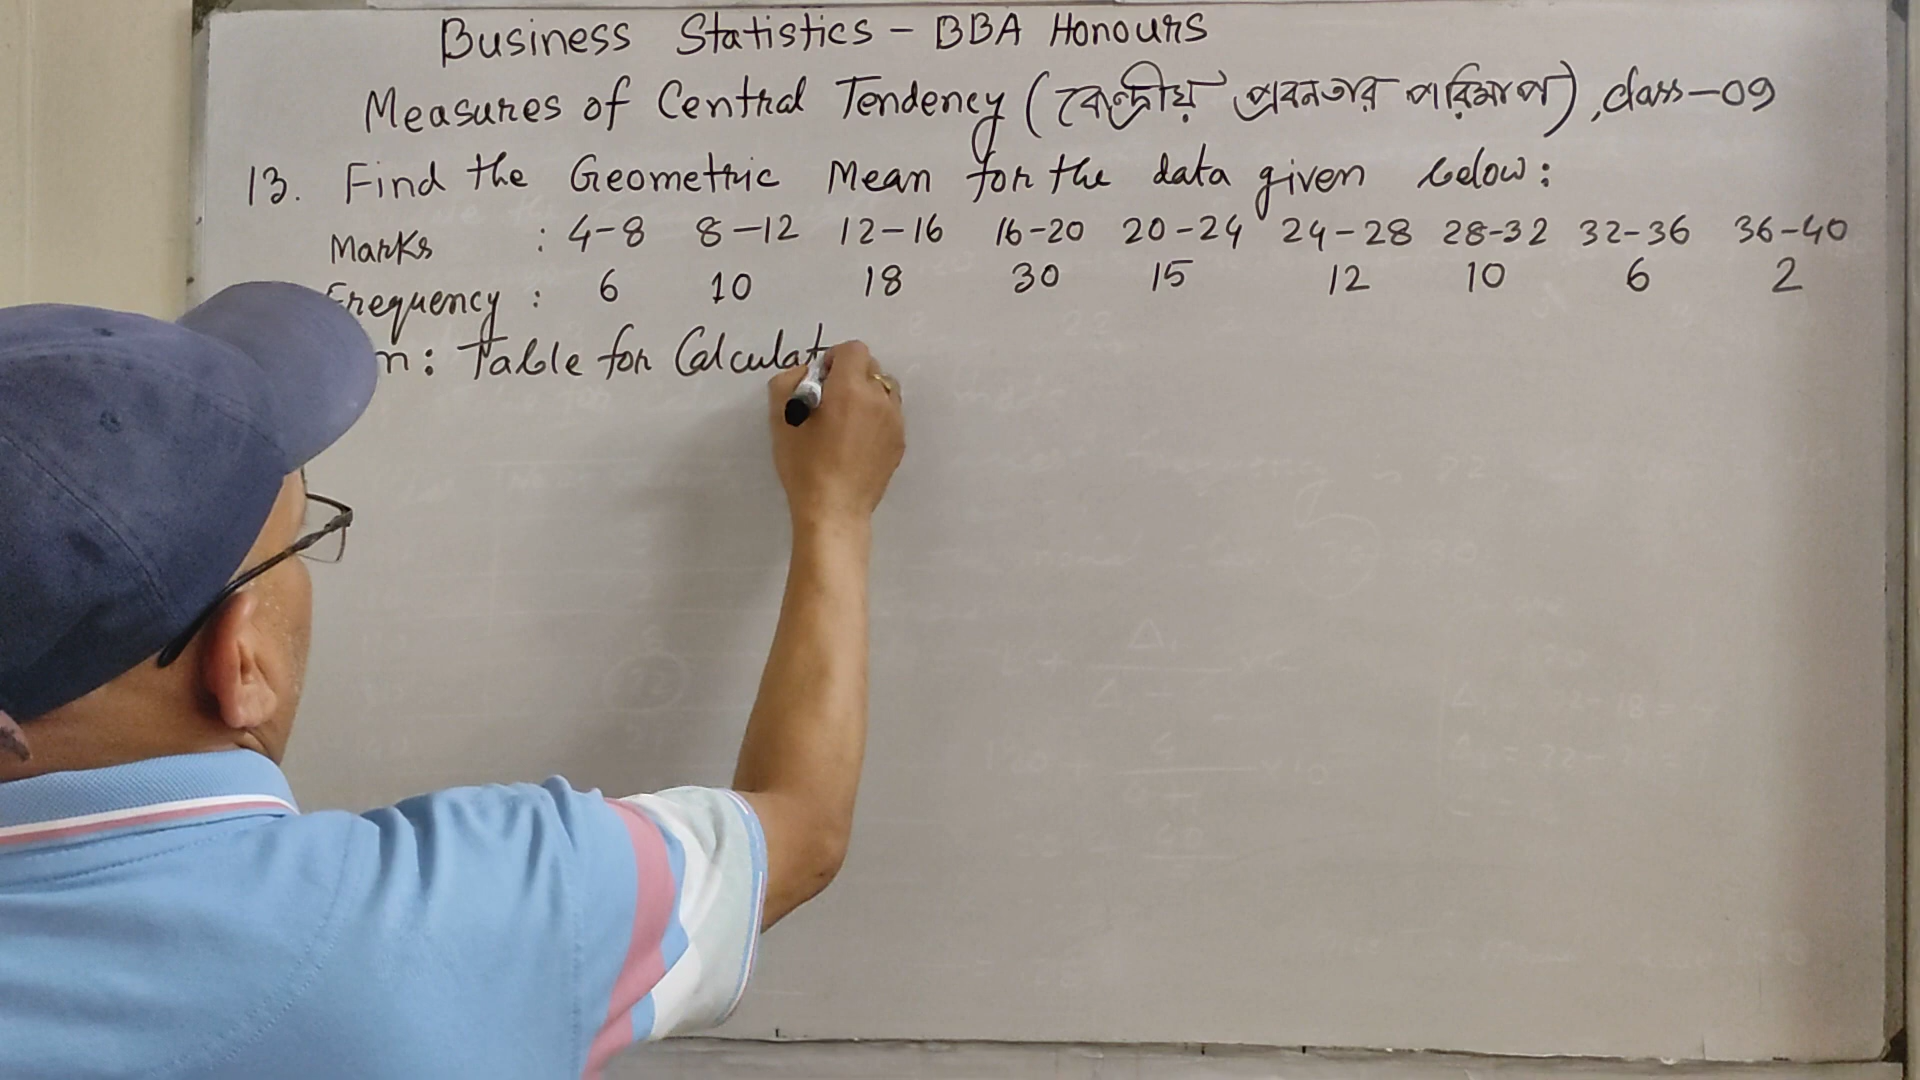 Business Statistics - BBA Honours
Measures of Central Tendency (কেন্দ্রীয় প্রবনতার পরিমাপ), class-09
13. Find the Geometric Mean for the data given below:
Marks : 4-8 8-12 12-16 16-20 20-24 24-28 28-32 32-36 36-40
Frequency : 6 10 18 30 15 12 10 6 2
n: Table for Calculat